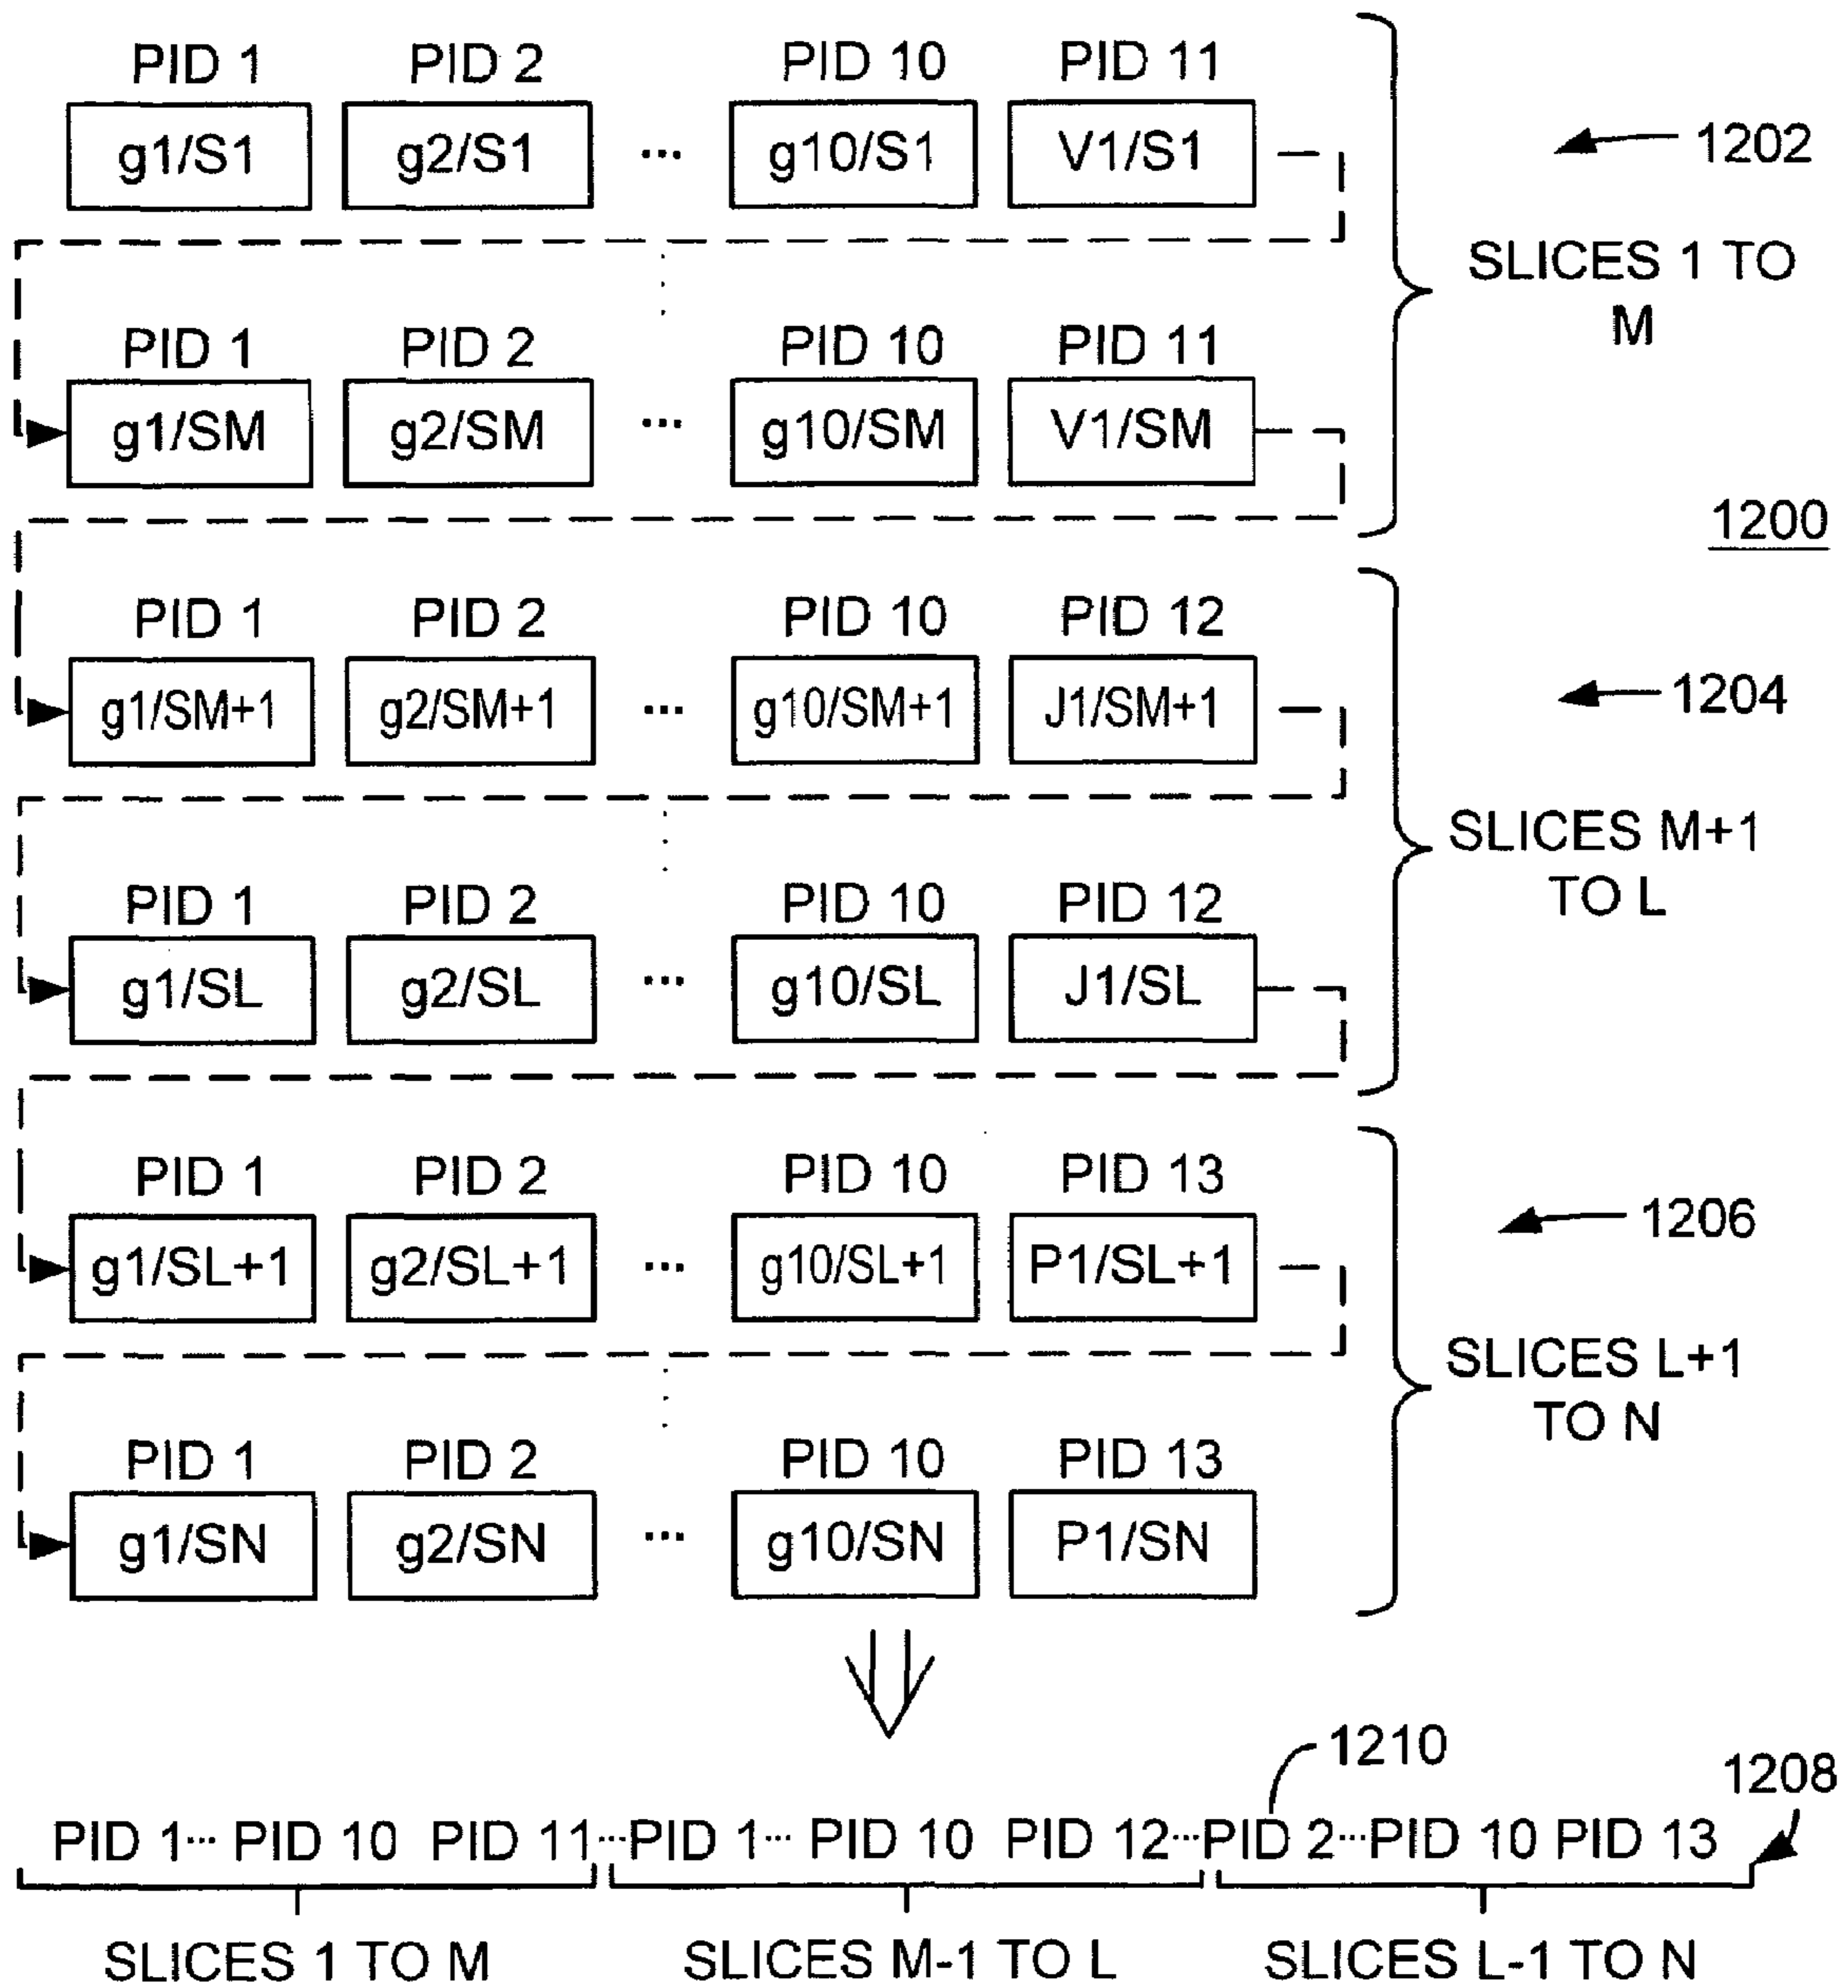 PID 1 PID 2 PID 10 PID 11
g1/S1 g2/S1 ... g10/S1 V1/S1
1202
SLICES 1 TO
M
PID 1 PID 2 PID 10 PID 11
g1/SM g2/SM ... g10/SM V1/SM
1200
PID 1 PID 2 PID 10 PID 12
g1/SM+1 g2/SM+1 ... g10/SM+1 J1/SM+1
1204
SLICES M+1
TO L
PID 1 PID 2 PID 10 PID 12
g1/SL g2/SL ... g10/SL J1/SL
PID 1 PID 2 PID 10 PID 13
g1/SL+1 g2/SL+1 ... g10/SL+1 P1/SL+1
1206
SLICES L+1
TO N
PID 1 PID 2 PID 10 PID 13
g1/SN g2/SN ... g10/SN P1/SN
1210
1208
PID 1... PID 10 PID 11...PID 1... PID 10 PID 12...PID 2...PID 10 PID 13
SLICES 1 TO M SLICES M-1 TO L SLICES L-1 TO N